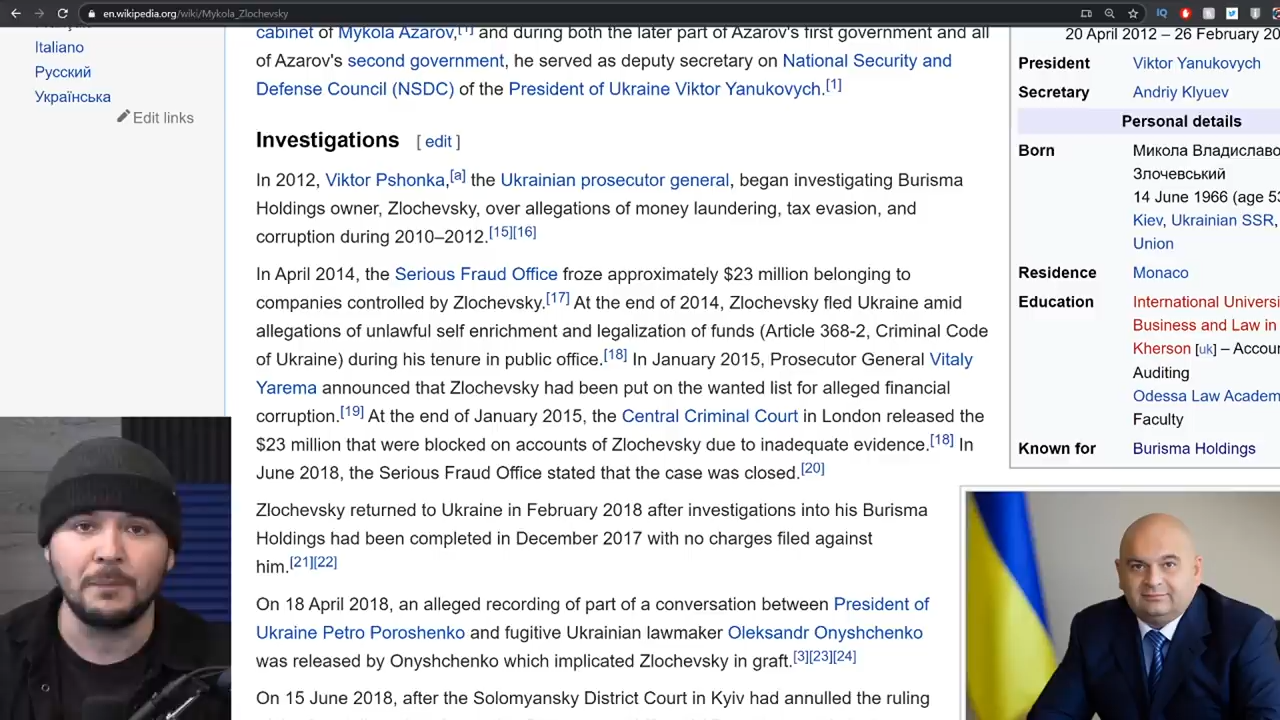 en.wikipedia.org/wiki/Mykola_Zlochevsky
Italiano
Русский
Українська
Edit links
cabinet of Mykola Azarov,[1] and during both the later part of Azarov's first government and all
of Azarov's second government, he served as deputy secretary on National Security and
Defense Council (NSDC) of the President of Ukraine Viktor Yanukovych.[1]
Investigations [ edit ]
In 2012, Viktor Pshonka,[a] the Ukrainian prosecutor general, began investigating Burisma
Holdings owner, Zlochevsky, over allegations of money laundering, tax evasion, and
corruption during 2010–2012.[15][16]
In April 2014, the Serious Fraud Office froze approximately $23 million belonging to
companies controlled by Zlochevsky.[17] At the end of 2014, Zlochevsky fled Ukraine amid
allegations of unlawful self enrichment and legalization of funds (Article 368-2, Criminal Code
of Ukraine) during his tenure in public office.[18] In January 2015, Prosecutor General Vitaly
Yarema announced that Zlochevsky had been put on the wanted list for alleged financial
corruption.[19] At the end of January 2015, the Central Criminal Court in London released the
$23 million that were blocked on accounts of Zlochevsky due to inadequate evidence.[18] In
June 2018, the Serious Fraud Office stated that the case was closed.[20]
Zlochevsky returned to Ukraine in February 2018 after investigations into his Burisma
Holdings had been completed in December 2017 with no charges filed against
him.[21][22]
On 18 April 2018, an alleged recording of part of a conversation between President of
Ukraine Petro Poroshenko and fugitive Ukrainian lawmaker Oleksandr Onyshchenko
was released by Onyshchenko which implicated Zlochevsky in graft.[3][23][24]
On 15 June 2018, after the Solomyansky District Court in Kyiv had annulled the ruling
20 April 2012 – 26 February 20
President Viktor Yanukovych
Secretary Andriy Klyuev
Personal details
Born Микола Владиславо
Злочевський
14 June 1966 (age 53
Kiev, Ukrainian SSR,
Union
Residence Monaco
Education International Universi
Business and Law in
Kherson [uk] – Accou
Auditing
Odessa Law Academ
Faculty
Known for Burisma Holdings